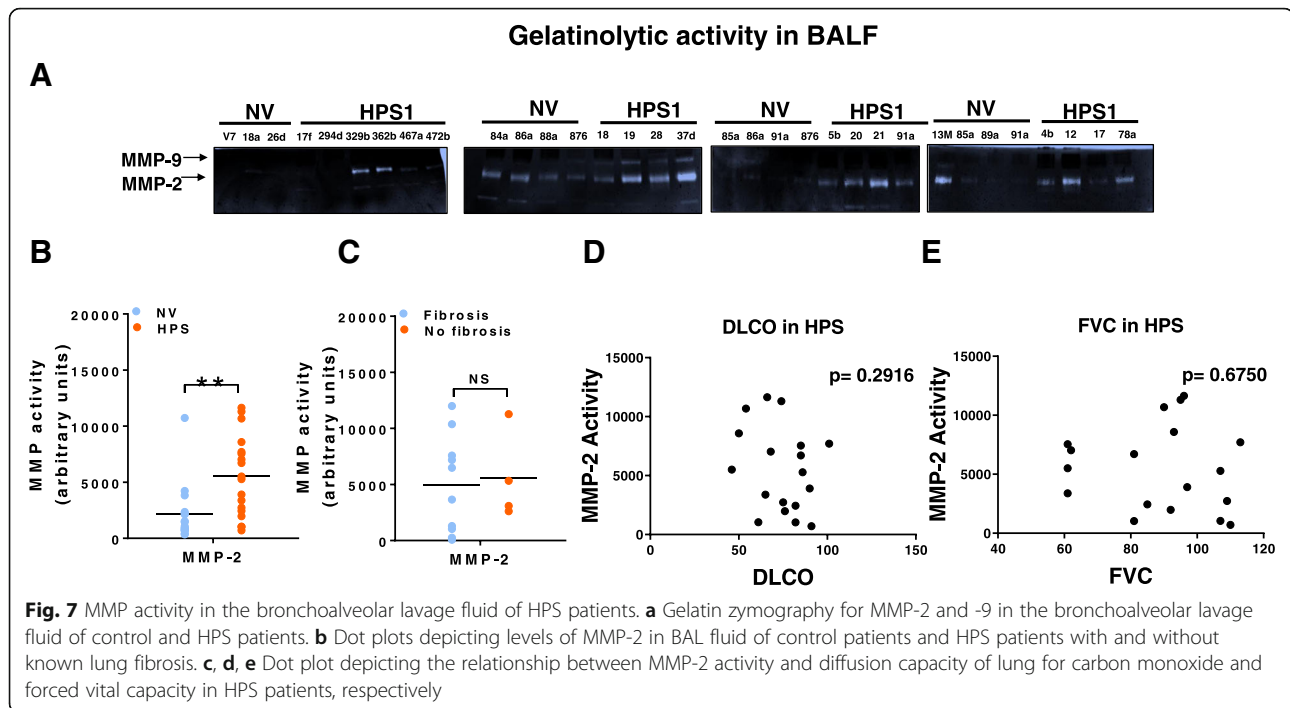 Gelatinolytic activity in BALF
A
NV HPS1 NV HPS1 NV HPS1 NV HPS1
V7 18a 26d 17f 294d 329b 362b 467a 472b 84a 86a 88a 876 18 19 28 37d 85a 86a 91a 876 5b 20 21 91a 13M 85a 89a 91a 4b 12 17 78a
MMP-9
MMP-2
B
NV
HPS
MMP activity
(arbitrary units)
20000
15000
10000
5000
0
**
MMP-2
C
Fibrosis
No fibrosis
MMP activity
(arbitrary units)
20000
15000
10000
5000
0
NS
MMP-2
D
DLCO in HPS
p= 0.2916
MMP-2 Activity
15000
10000
5000
0
0 50 100 150
DLCO
E
FVC in HPS
p= 0.6750
MMP-2 Activity
15000
10000
5000
0
40 60 80 100 120
FVC
Fig. 7 MMP activity in the bronchoalveolar lavage fluid of HPS patients. a Gelatin zymography for MMP-2 and -9 in the bronchoalveolar lavage
fluid of control and HPS patients. b Dot plots depicting levels of MMP-2 in BAL fluid of control patients and HPS patients with and without
known lung fibrosis. c, d, e Dot plot depicting the relationship between MMP-2 activity and diffusion capacity of lung for carbon monoxide and
forced vital capacity in HPS patients, respectively